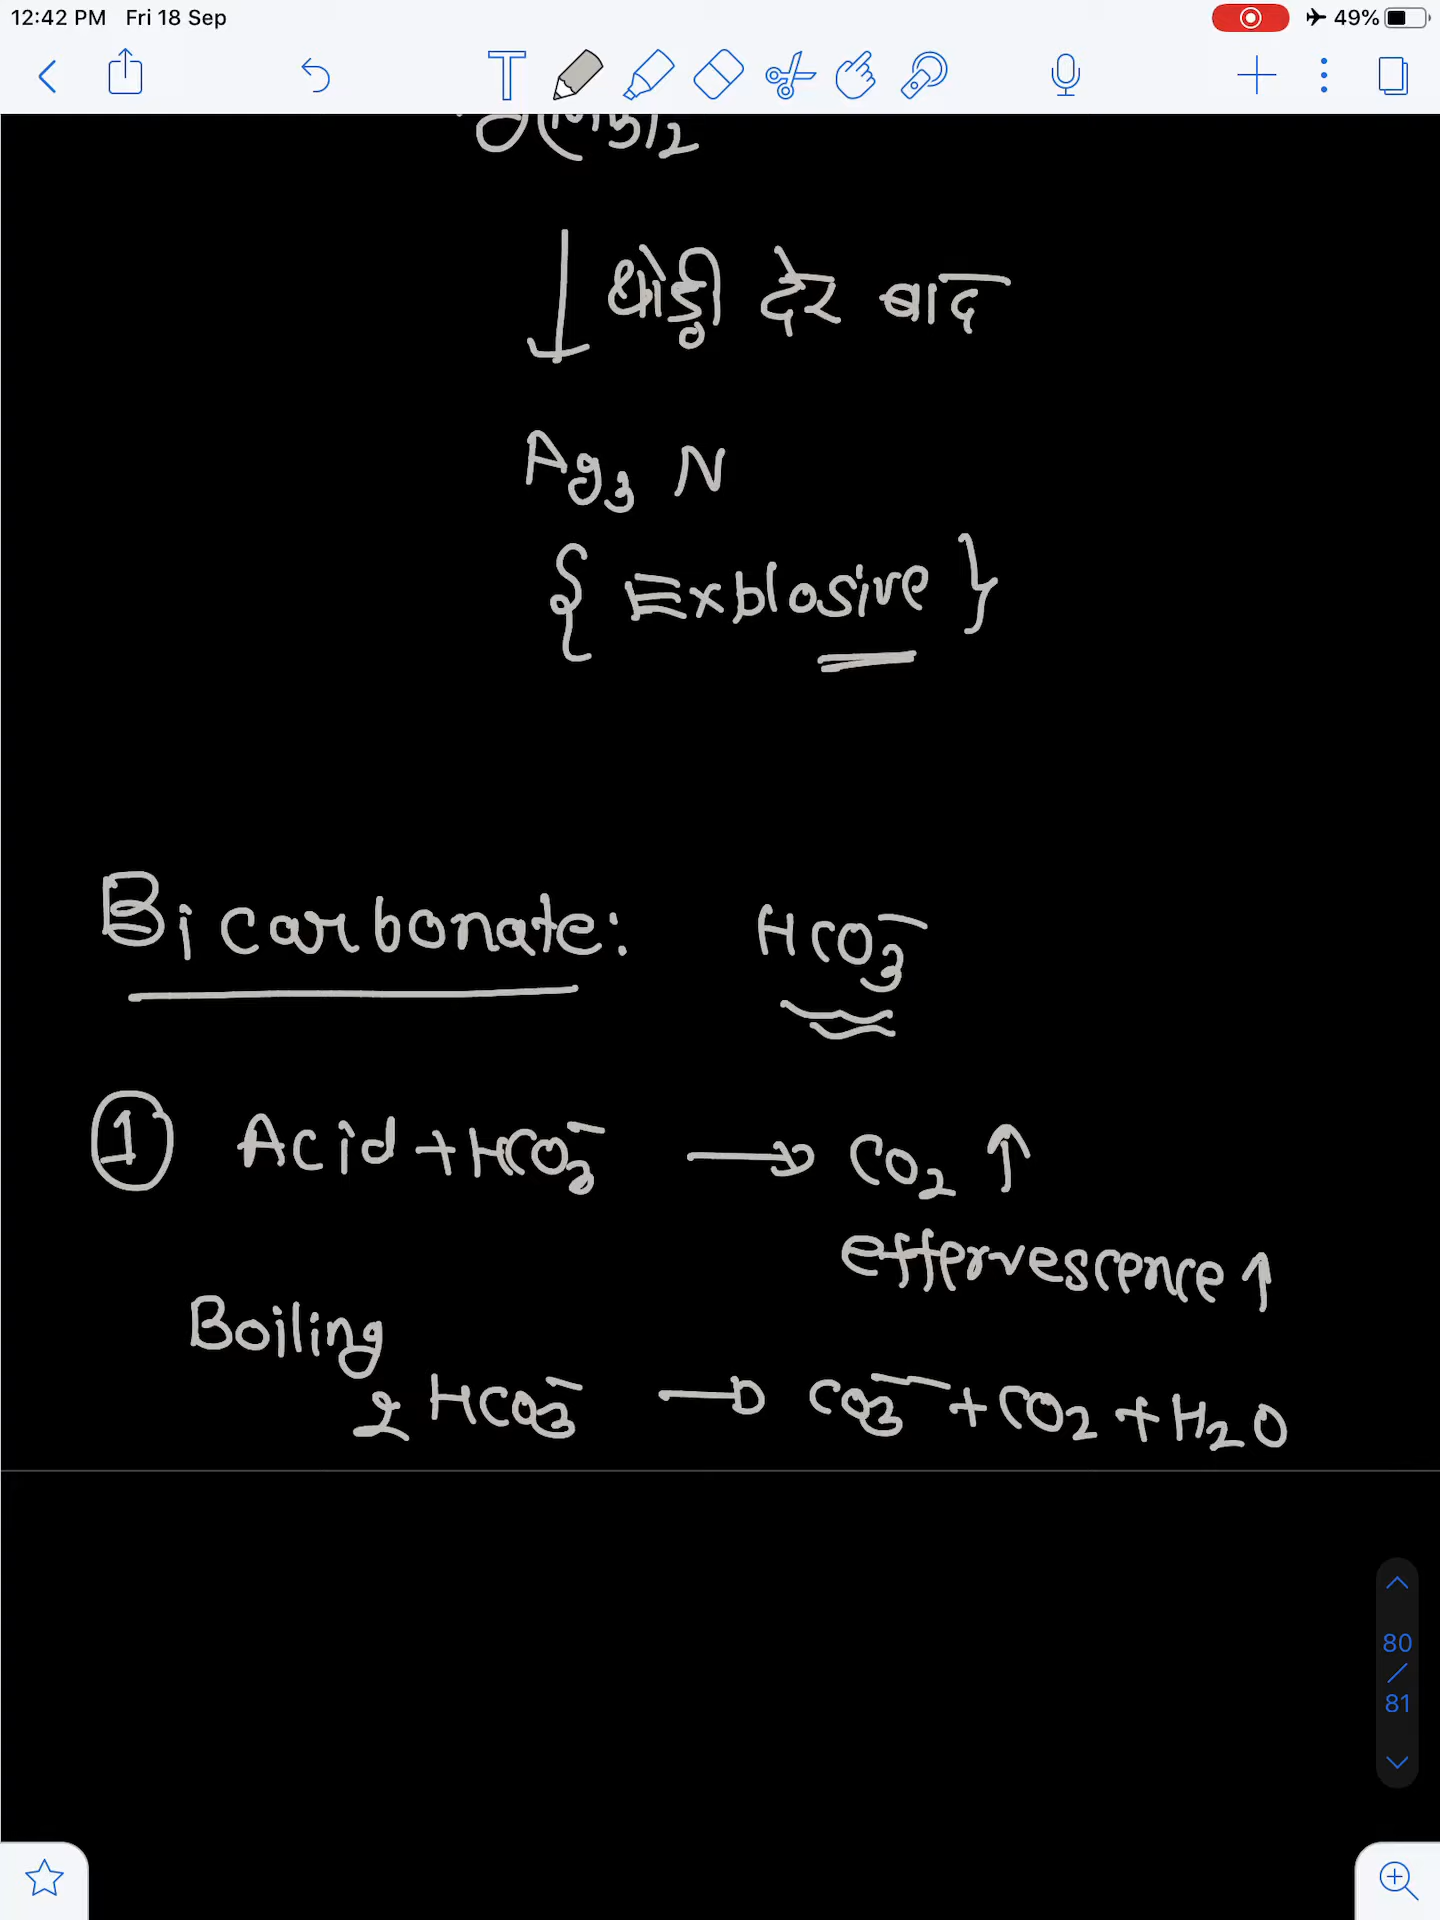 12:42 PM Fri 18 Sep 49%
T
थोड़ी देर बाद
Ag₃ N
{ Explosive }
Bicarbonate: HCO₃⁻
① Acid + HCO₃⁻ → CO₂ ↑
effervescence ↑
Boiling
2 HCO₃⁻ → CO₃⁻⁻ + CO₂ + H₂O
80
/
81